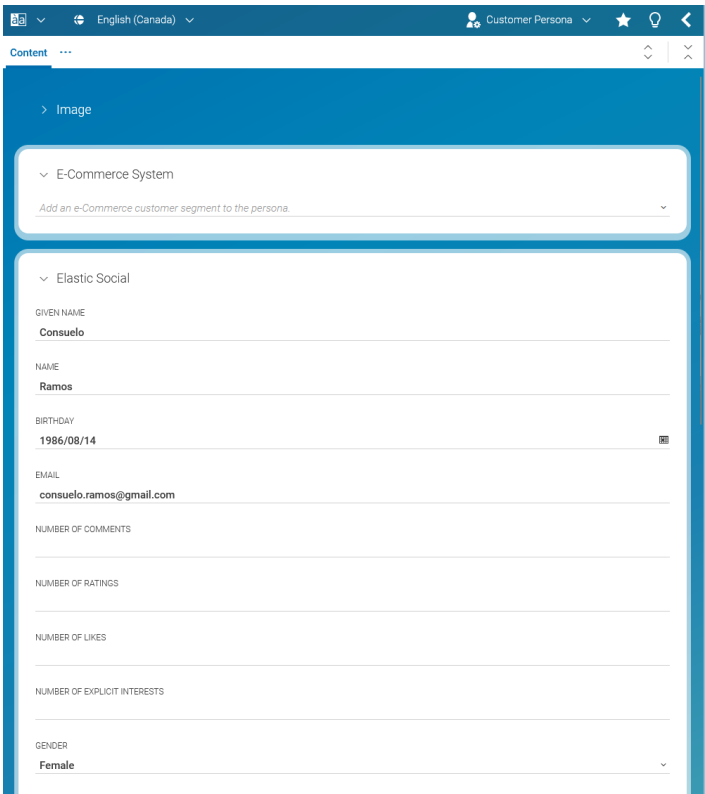 āa English (Canada) Customer Persona
Content ...
Image
E-Commerce System
Add an e-Commerce customer segment to the persona.
Elastic Social
GIVEN NAME
Consuelo
NAME
Ramos
BIRTHDAY
1986/08/14
EMAIL
consuelo.ramos@gmail.com
NUMBER OF COMMENTS
NUMBER OF RATINGS
NUMBER OF LIKES
NUMBER OF EXPLICIT INTERESTS
GENDER
Female